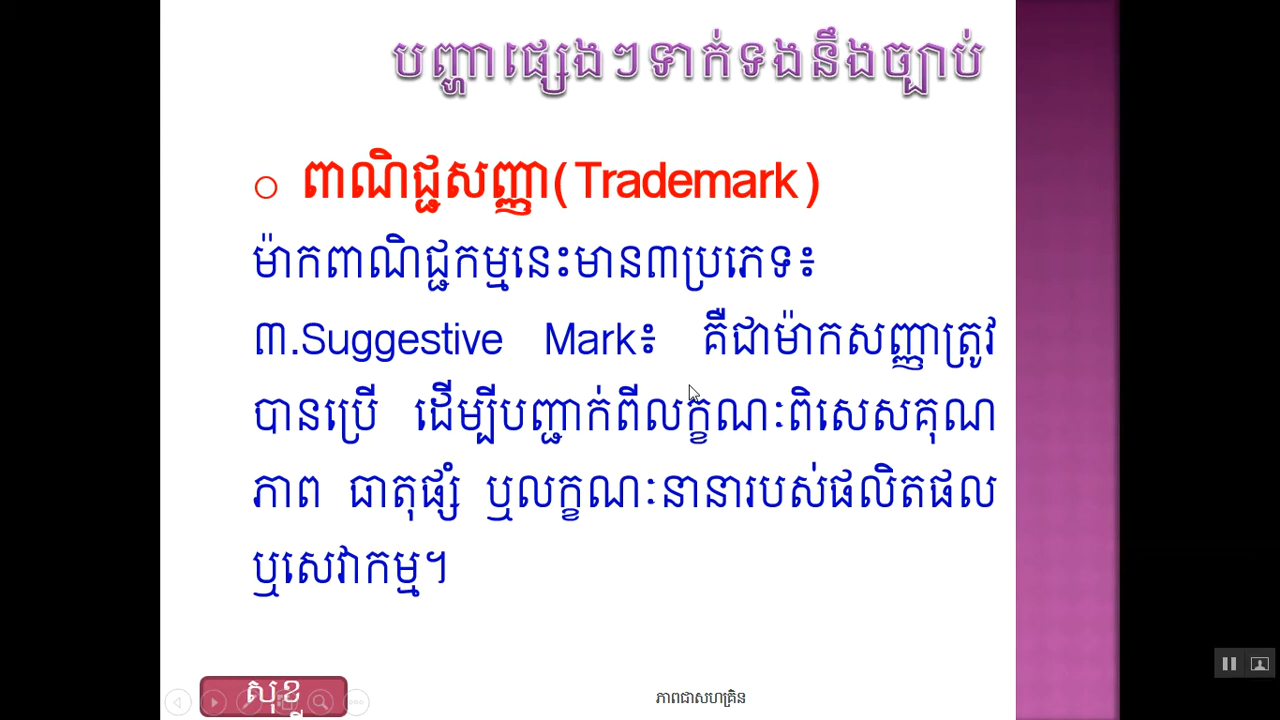 បញ្ហាផ្សេងៗទាក់ទងនឹងច្បាប់
ពាណិជ្ជសញ្ញា(Trademark)
ម៉ាកពាណិជ្ជកម្មនេះមាន៣ប្រភេទ៖
៣.Suggestive Mark៖ គឺជាម៉ាកសញ្ញាត្រូវ
បានប្រើ ដើម្បីបញ្ជាក់ពីលក្ខណៈពិសេសគុណ
ភាព ធាតុផ្សំ ឬលក្ខណៈនានារបស់ផលិតផល
ឬសេវាកម្ម។
សុខ
ភាពជាសហគ្រិន